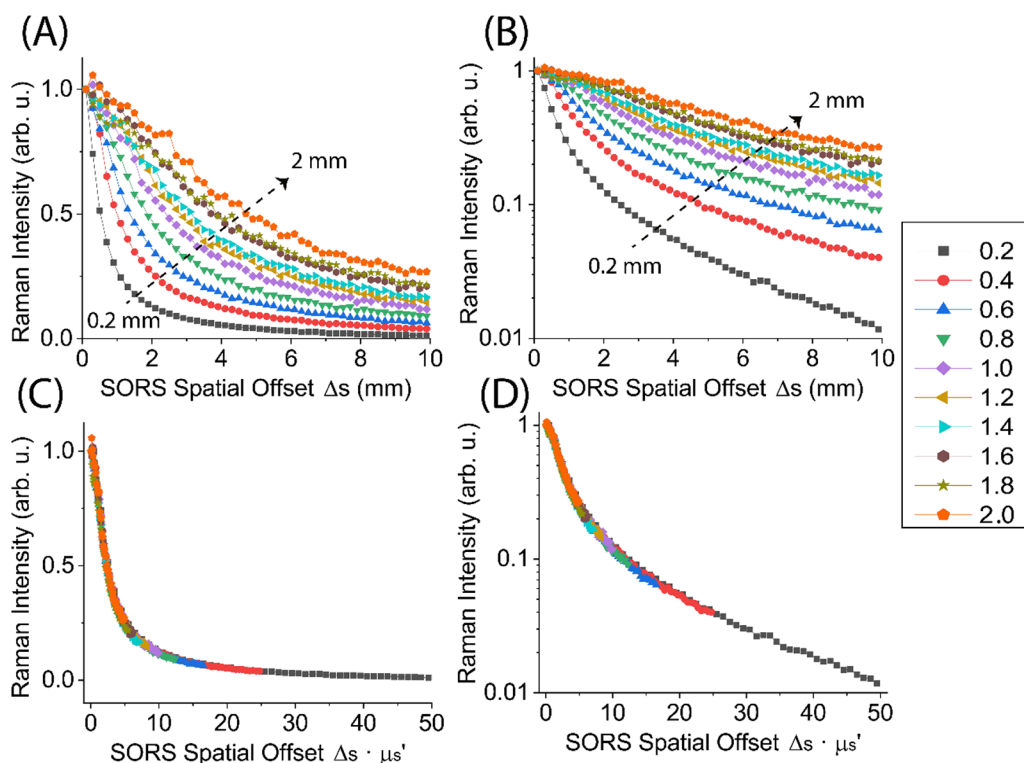 (A)
Raman Intensity (arb. u.)
1.0
0.5
0.0
2 mm
0.2 mm
0 2 4 6 8 10
SORS Spatial Offset Δs (mm)
(B)
Raman Intensity (arb. u.)
1
0.1
0.01
2 mm
0.2 mm
0 2 4 6 8 10
SORS Spatial Offset Δs (mm)
0.2
0.4
0.6
0.8
1.0
1.2
1.4
1.6
1.8
2.0
(C)
Raman Intensity (arb. u.)
1.0
0.5
0.0
0 10 20 30 40 50
SORS Spatial Offset Δs · µs'
(D)
Raman Intensity (arb. u.)
1
0.1
0.01
0 10 20 30 40 50
SORS Spatial Offset Δs · µs'